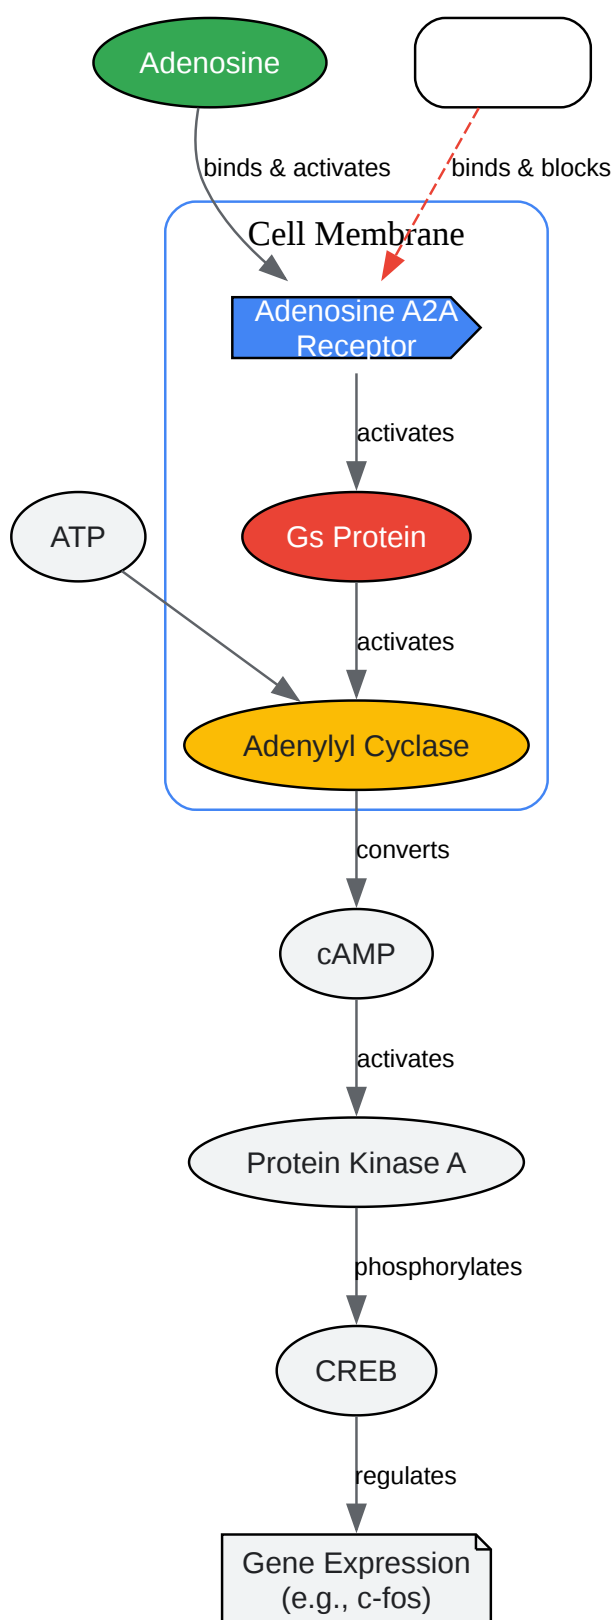 Adenosine
binds & activates
binds & blocks
Cell Membrane
Adenosine A2A
Receptor
activates
ATP
Gs Protein
activates
Adenylyl Cyclase
converts
cAMP
activates
Protein Kinase A
phosphorylates
CREB
regulates
Gene Expression
(e.g., c-fos)